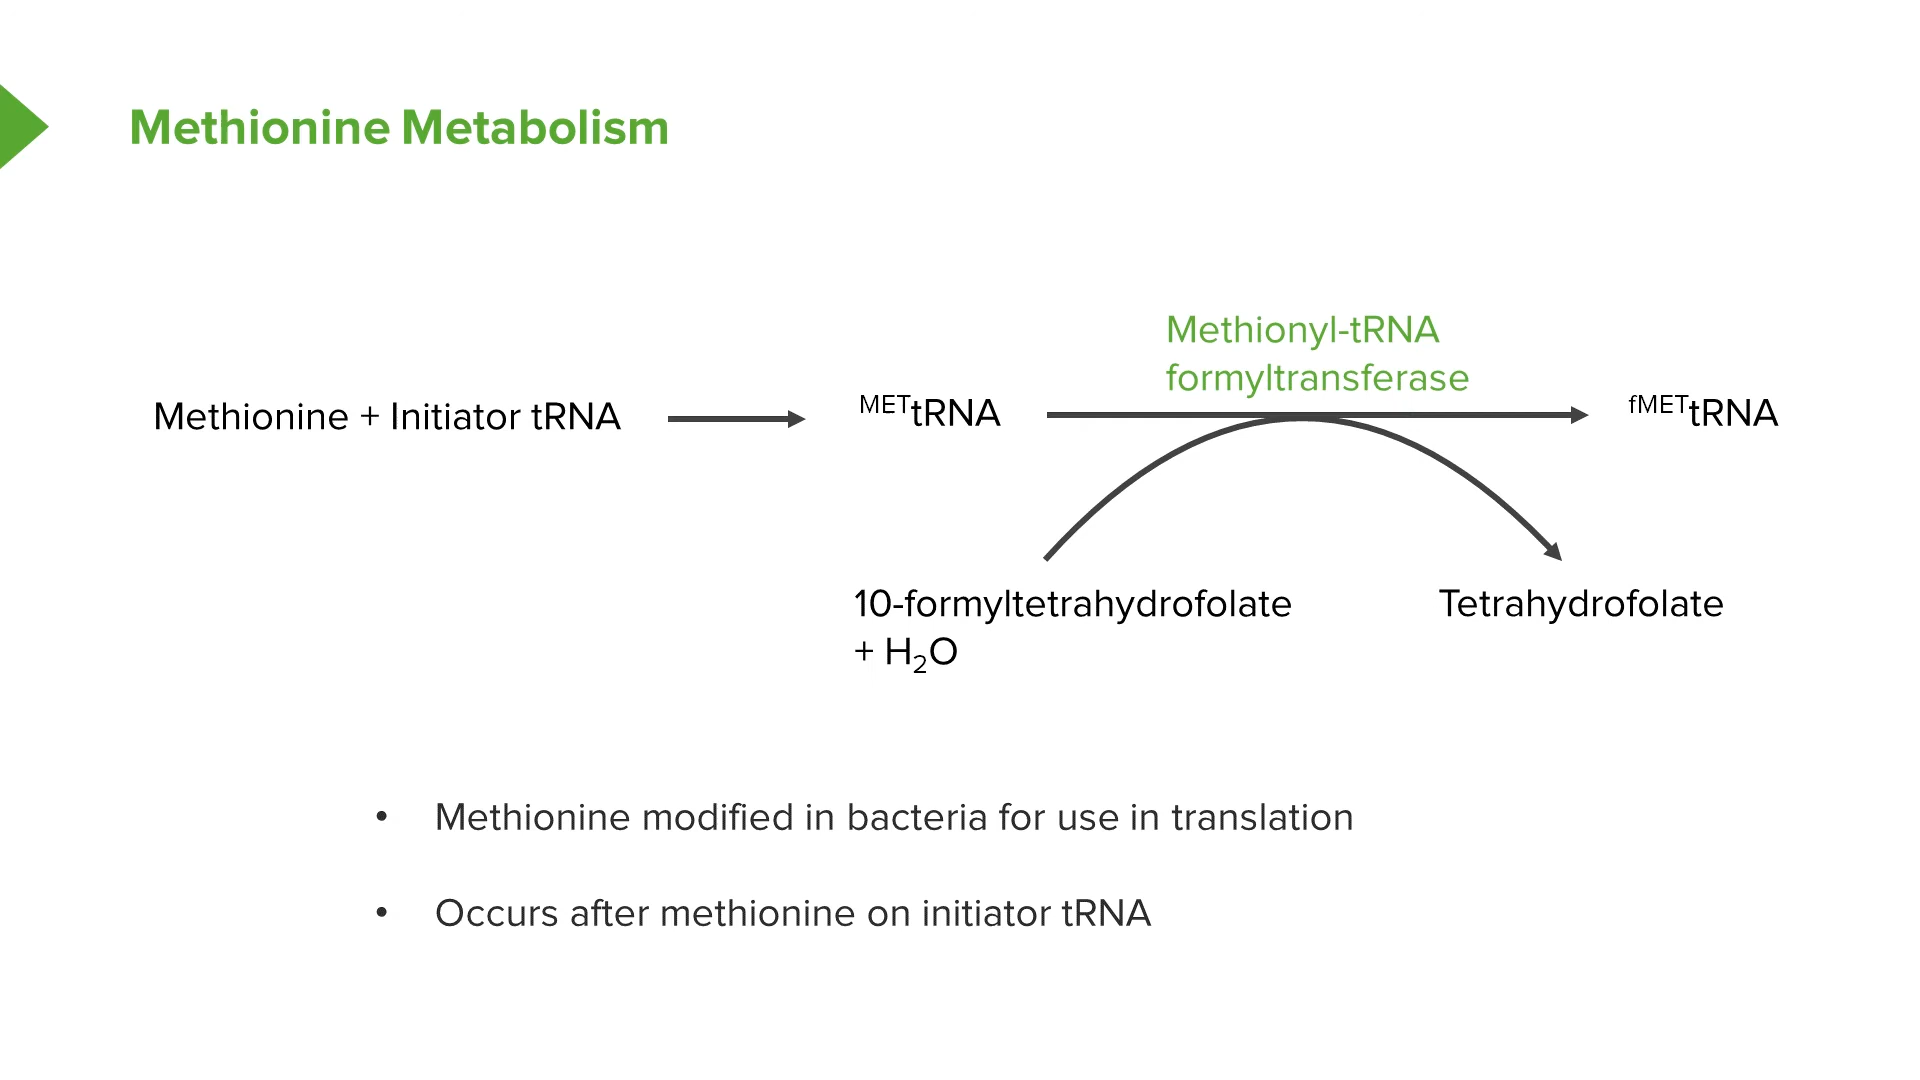 Methionine Metabolism
Methionyl-tRNA
formyltransferase
Methionine + Initiator tRNA
METtRNA
fMETtRNA
10-formyltetrahydrofolate
+ H₂O
Tetrahydrofolate
• Methionine modified in bacteria for use in translation
• Occurs after methionine on initiator tRNA